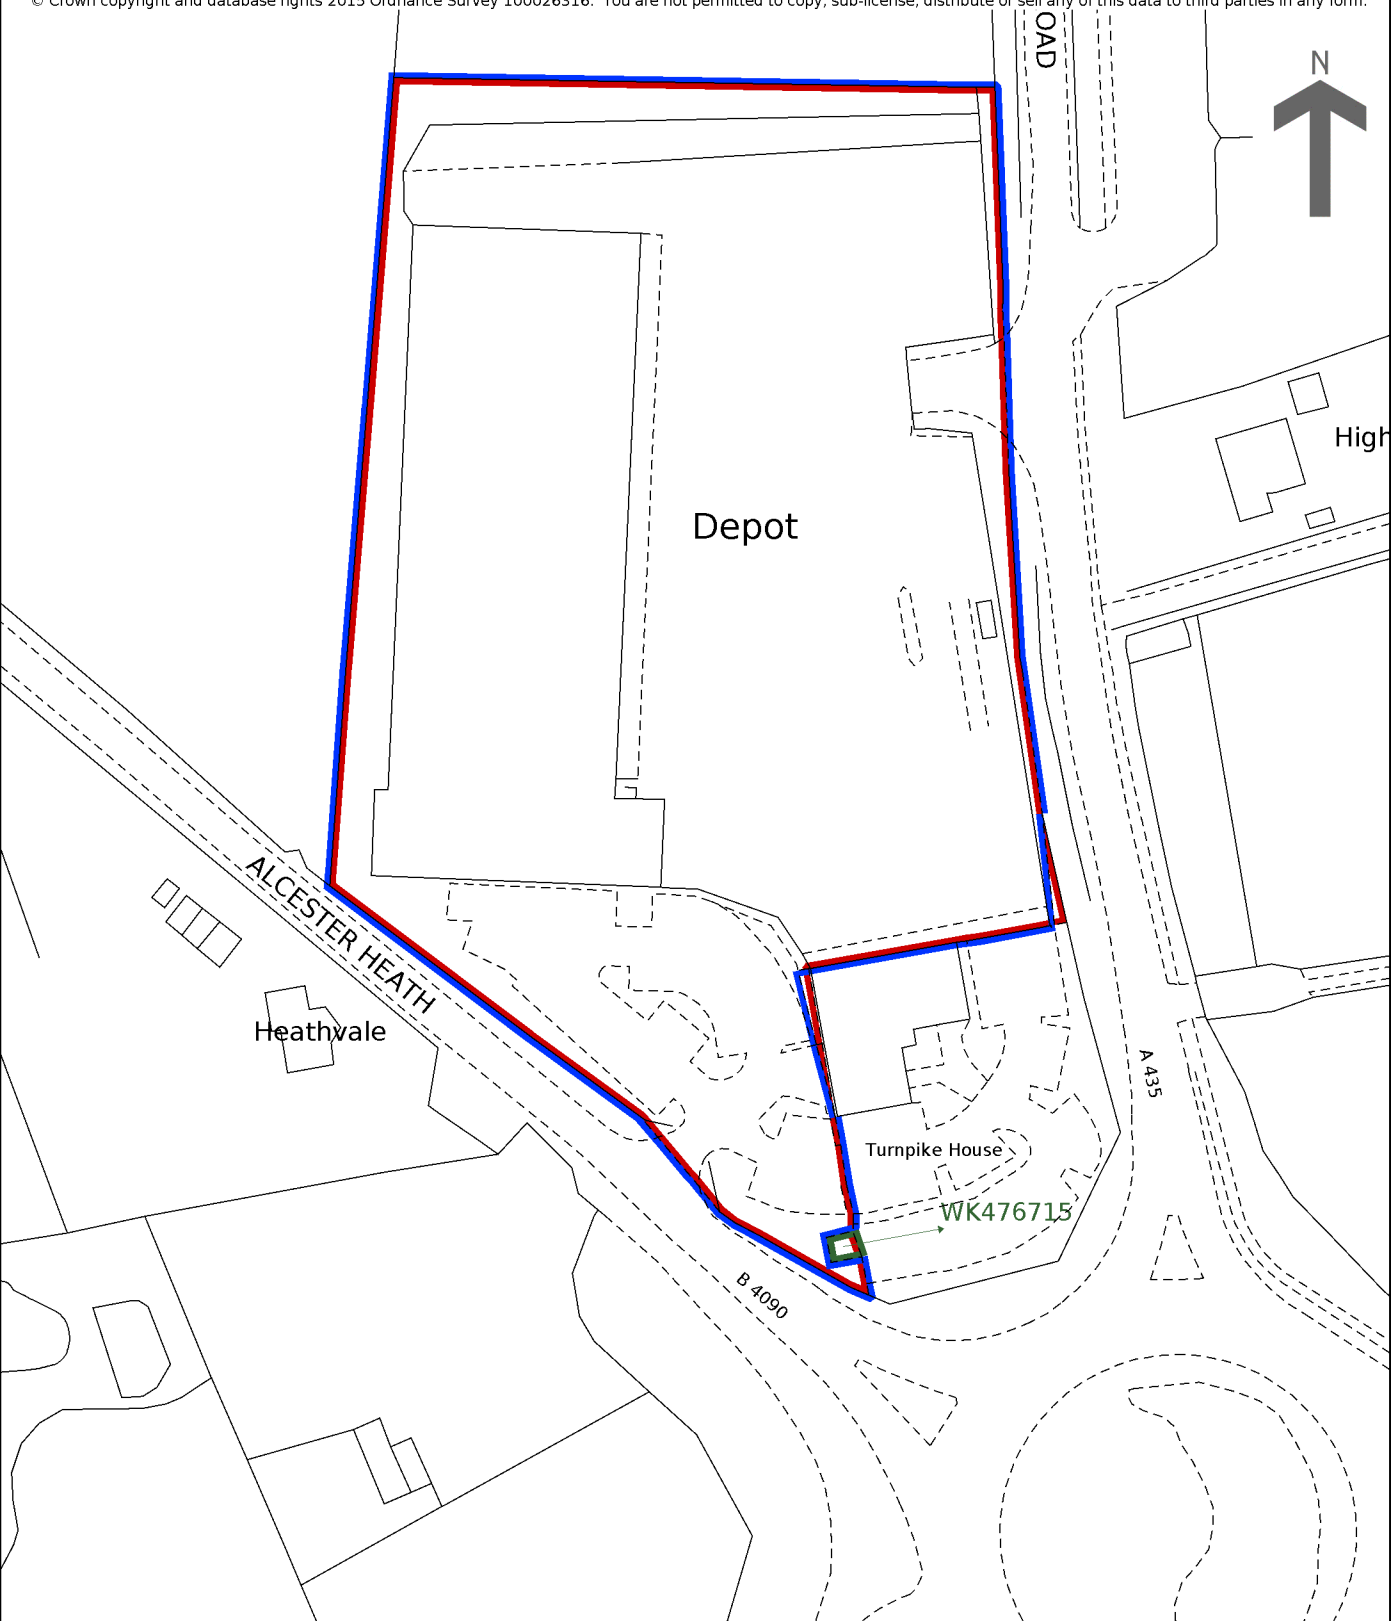 © Crown copyright and database rights 2015 Ordnance Survey 100026316. You are not permitted to copy, sub-license, distribute or sell any of this data to third parties in any form.
OAD
N
High
Depot
ALCESTER HEATH
Heathvale
A 435
Turnpike House
WK476715
B 4090